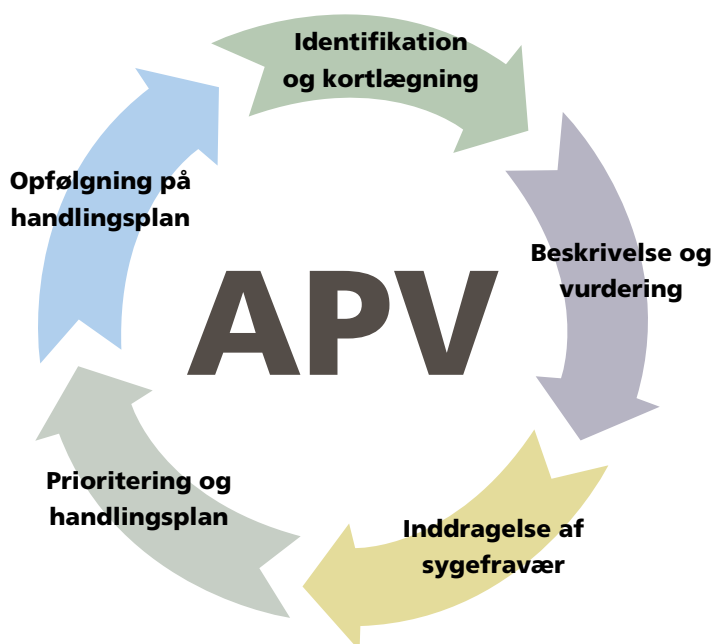 Identifikation
og kortlægning
Beskrivelse og
vurdering
Inddragelse af
sygefravær
Prioritering og
handlingsplan
Opfølgning på
handlingsplan
APV